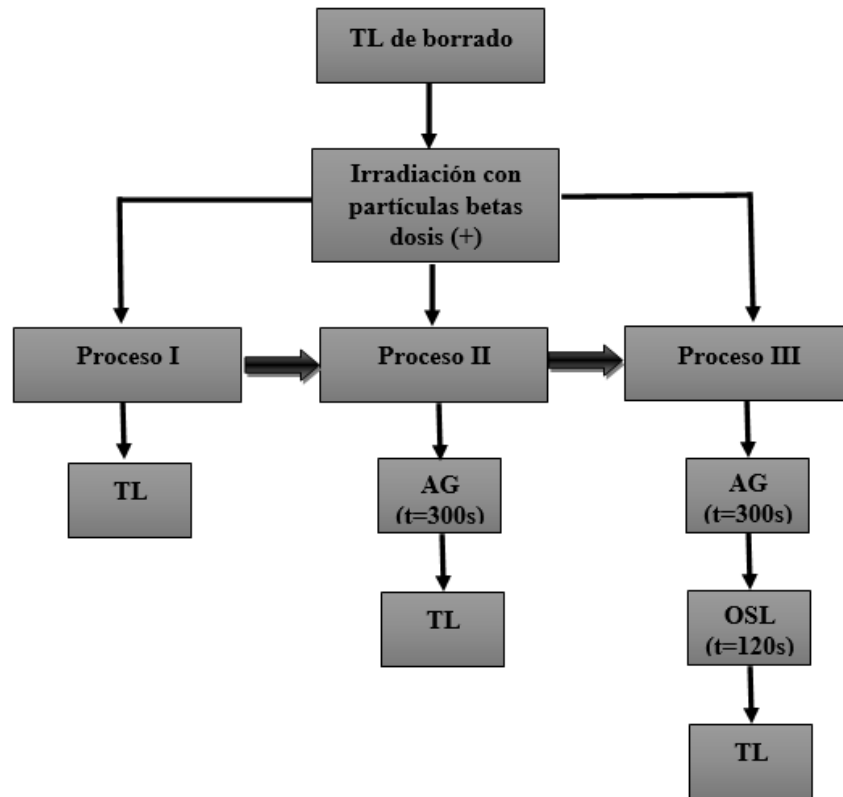 TL de borrado
Irradiación con
partículas betas
dosis (+)
Proceso I
Proceso II
Proceso III
TL
AG
(t=300s)
AG
(t=300s)
TL
OSL
(t=120s)
TL